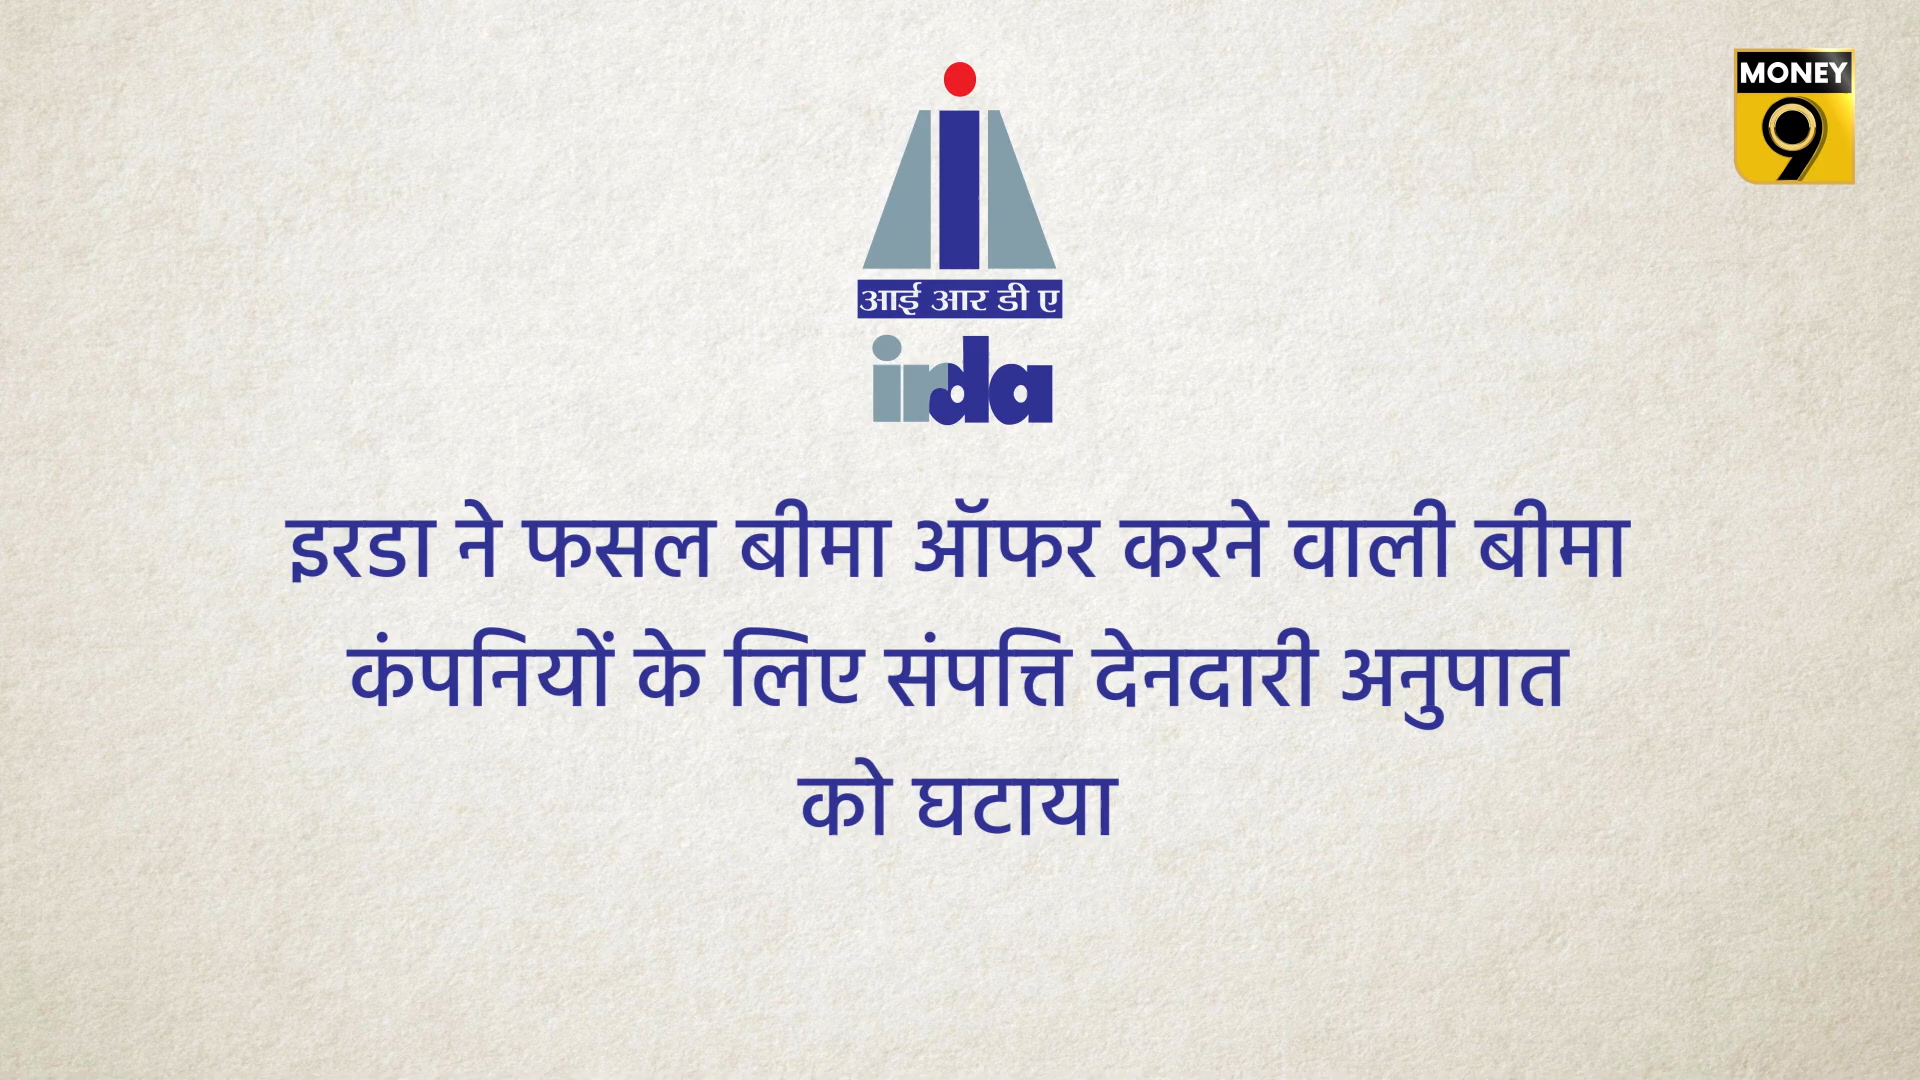 MONEY
9
आई आर डी ए
irda
इरडा ने फसल बीमा ऑफर करने वाली बीमा
कंपनियों के लिए संपत्ति देनदारी अनुपात
को घटाया